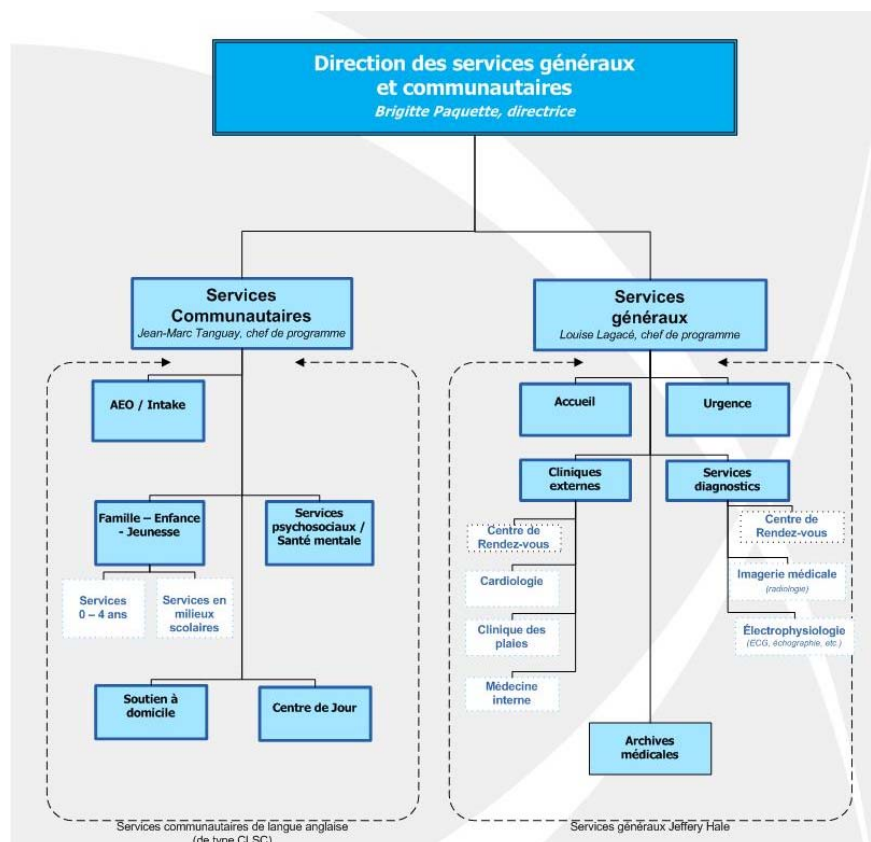 Direction des services généraux
et communautaires
Brigitte Paquette, directrice
Services
Communautaires
Jean-Marc Tanguay, chef de programme
Services
généraux
Louise Lagacé, chef de programme
AEO / Intake
Famille – Enfance
- Jeunesse
Services
psychosociaux /
Santé mentale
Services
0 – 4 ans
Services en
milieux
scolaires
Soutien à
domicile
Centre de Jour
Accueil
Urgence
Cliniques
externes
Services
diagnostics
Centre de
Rendez-vous
Cardiologie
Clinique des
plaies
Médecine
interne
Centre de
Rendez-vous
Imagerie médicale
(radiologie)
Électrophysiologie
(ECG, échographie, etc.)
Archives
médicales
Services communautaires de langue anglaise
(de type CLSC)
Services généraux Jeffery Hale